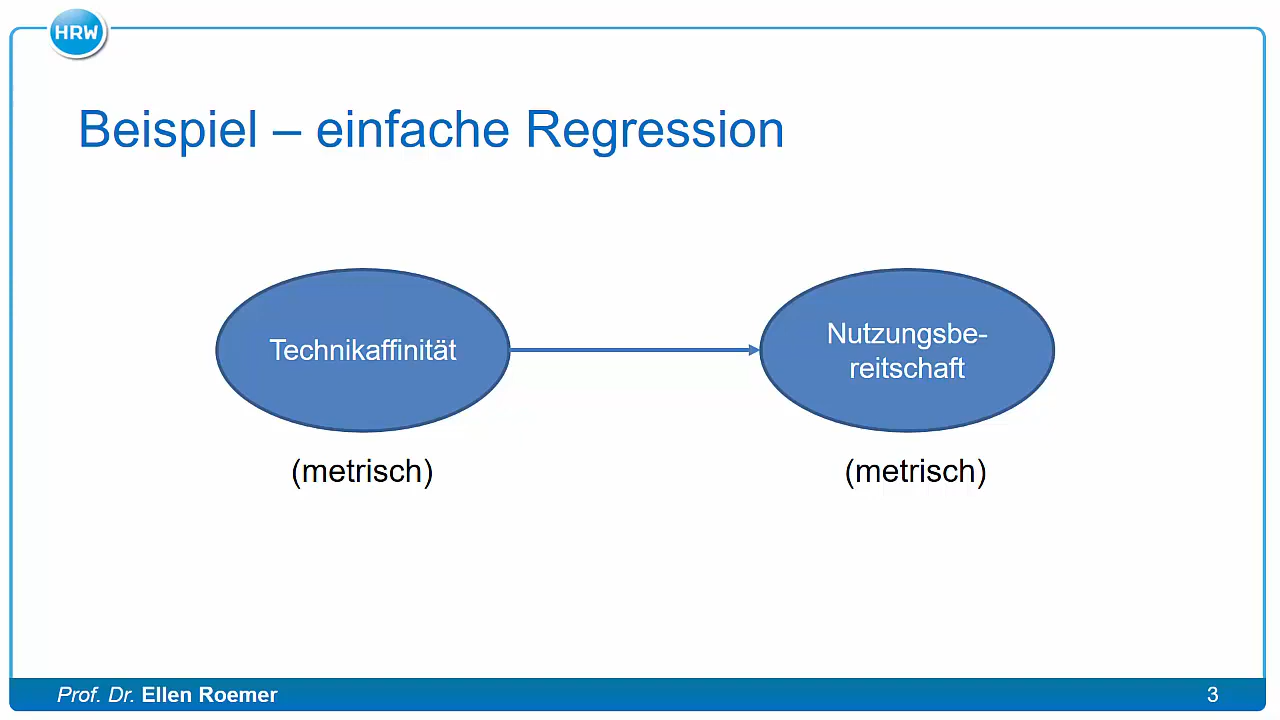 HRW
Beispiel – einfache Regression
Technikaffinität
Nutzungsbe-
reitschaft
(metrisch)
(metrisch)
Prof. Dr. Ellen Roemer
3